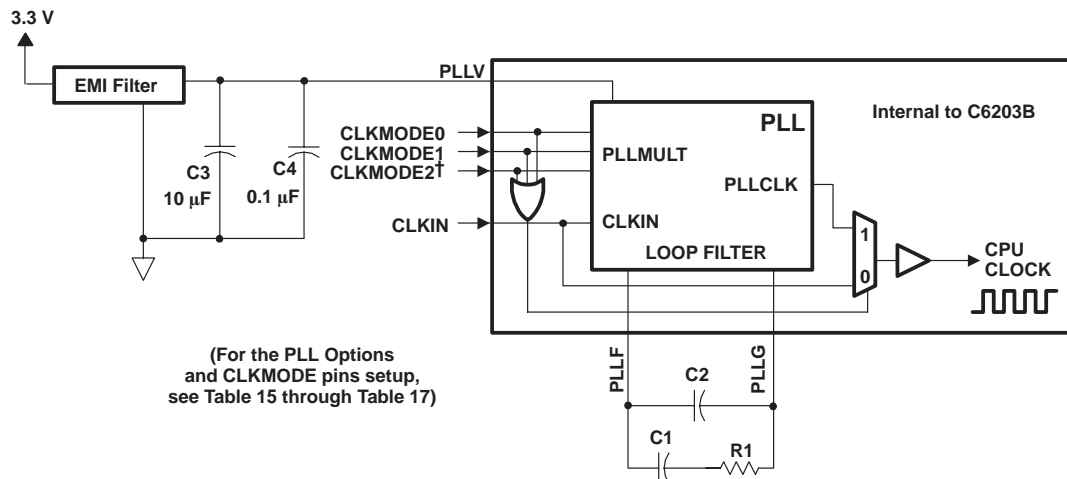 3.3 V
EMI Filter
PLLV
Internal to C6203B
PLL
CLKMODE0
CLKMODE1
CLKMODE2†
PLLMULT
PLLCLK
C3
10 µF
C4
0.1 µF
CLKIN
CLKIN
LOOP FILTER
1
0
CPU
CLOCK
(For the PLL Options
and CLKMODE pins setup,
see Table 15 through Table 17)
PLLF
PLLG
C2
C1
R1